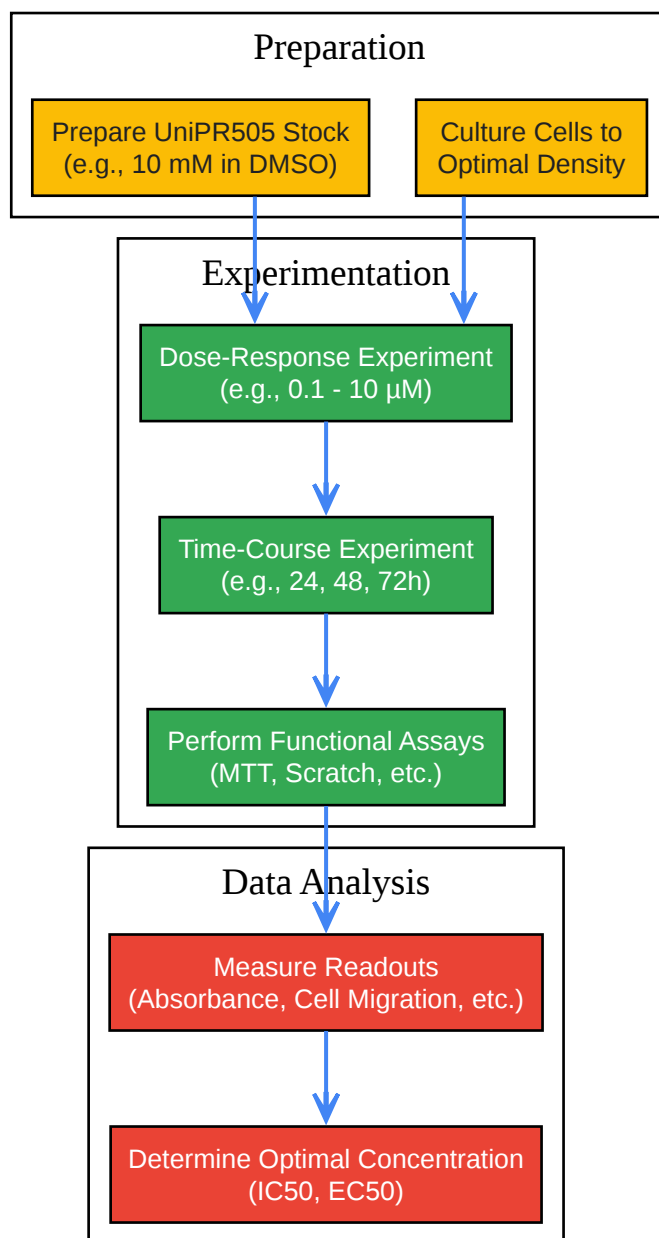 Preparation
Prepare UniPR505 Stock
(e.g., 10 mM in DMSO)
Culture Cells to
Optimal Density
Experimentation
Dose-Response Experiment
(e.g., 0.1 - 10 µM)
Time-Course Experiment
(e.g., 24, 48, 72h)
Perform Functional Assays
(MTT, Scratch, etc.)
Data Analysis
Measure Readouts
(Absorbance, Cell Migration, etc.)
Determine Optimal Concentration
(IC50, EC50)